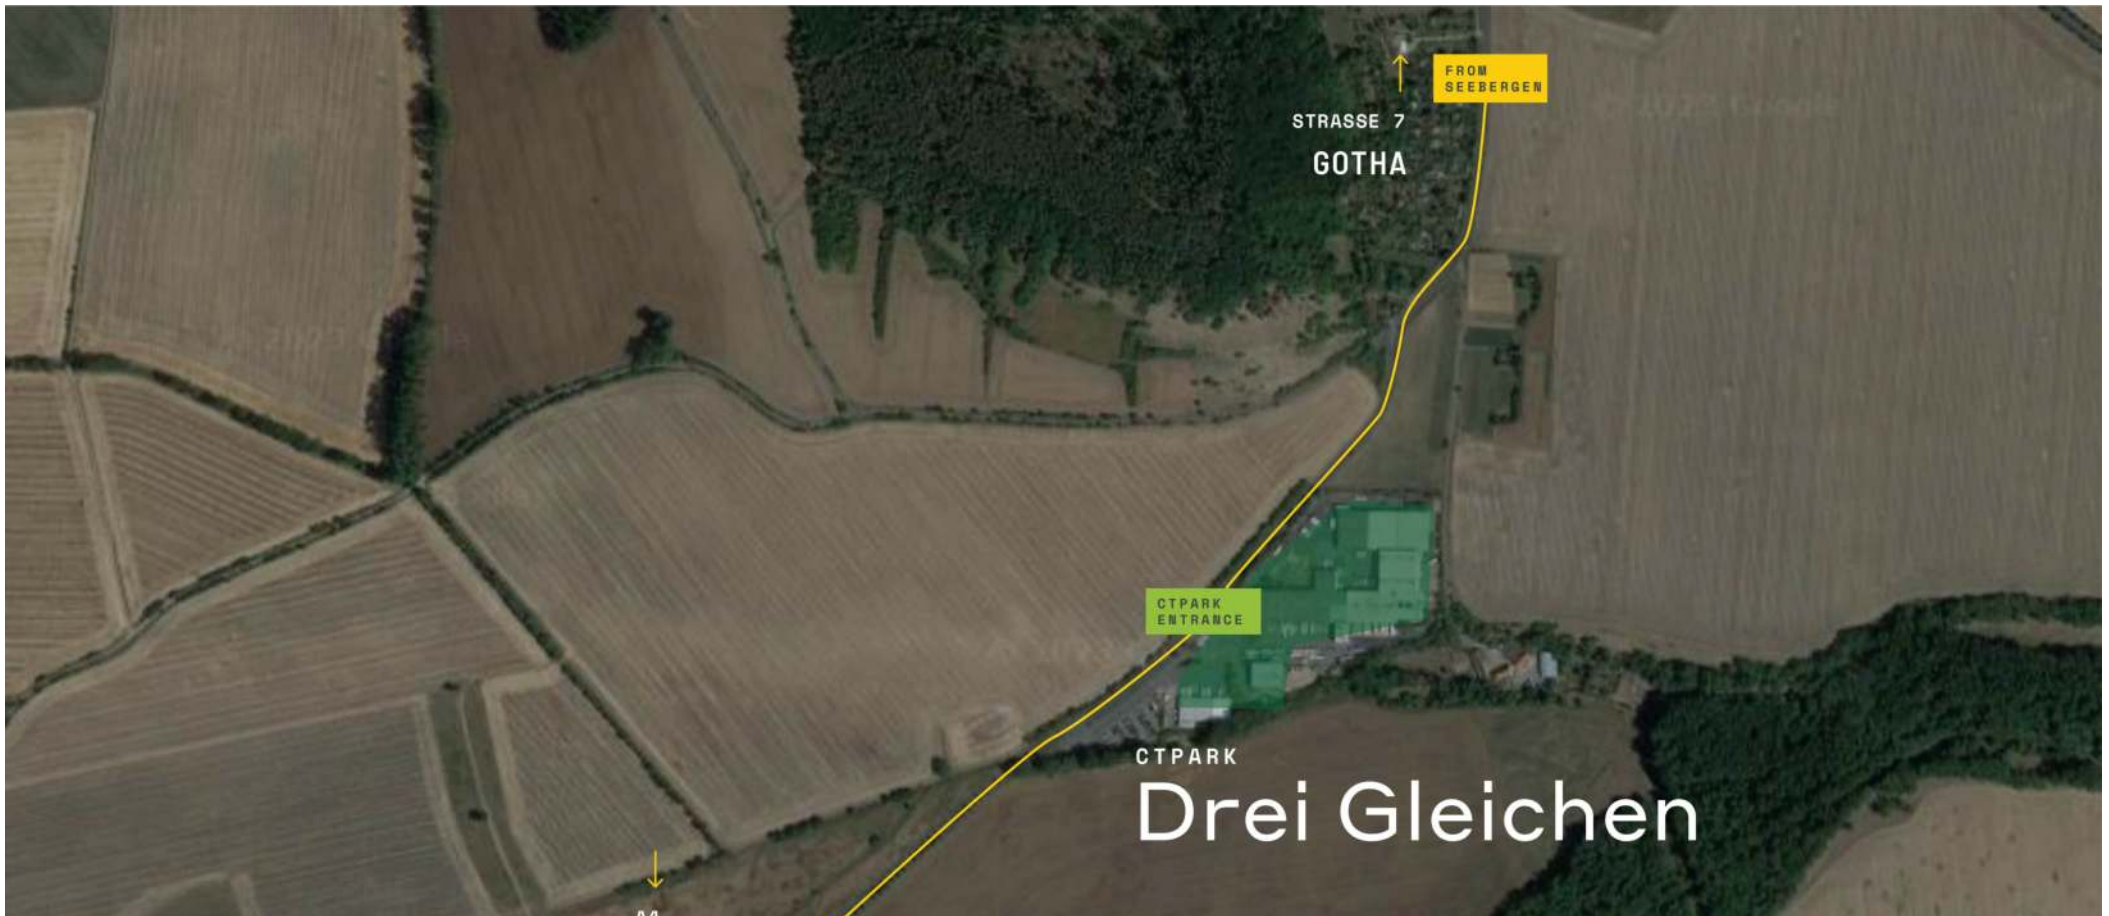 FROM
SEEBERGEN
STRASSE 7
GOTHA
CTPARK
ENTRANCE
CTPARK
Drei Gleichen